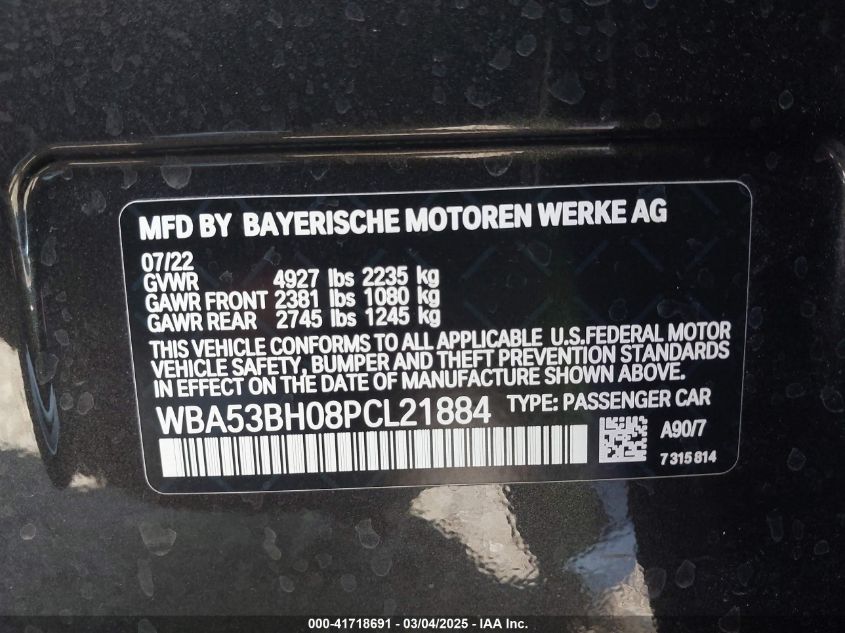 MFD BY BAYERISCHE MOTOREN WERKE AG
07/22
GVWR 4927 lbs 2235 kg
GAWR FRONT 2381 lbs 1080 kg
GAWR REAR 2745 lbs 1245 kg
THIS VEHICLE CONFORMS TO ALL APPLICABLE U.S.FEDERAL MOTOR
VEHICLE SAFETY, BUMPER AND THEFT PREVENTION STANDARDS
IN EFFECT ON THE DATE OF MANUFACTURE SHOWN ABOVE.
WBA53BH08PCL21884 TYPE: PASSENGER CAR
A90/7
7315814
000-41718691 - 03/04/2025 - IAA Inc.